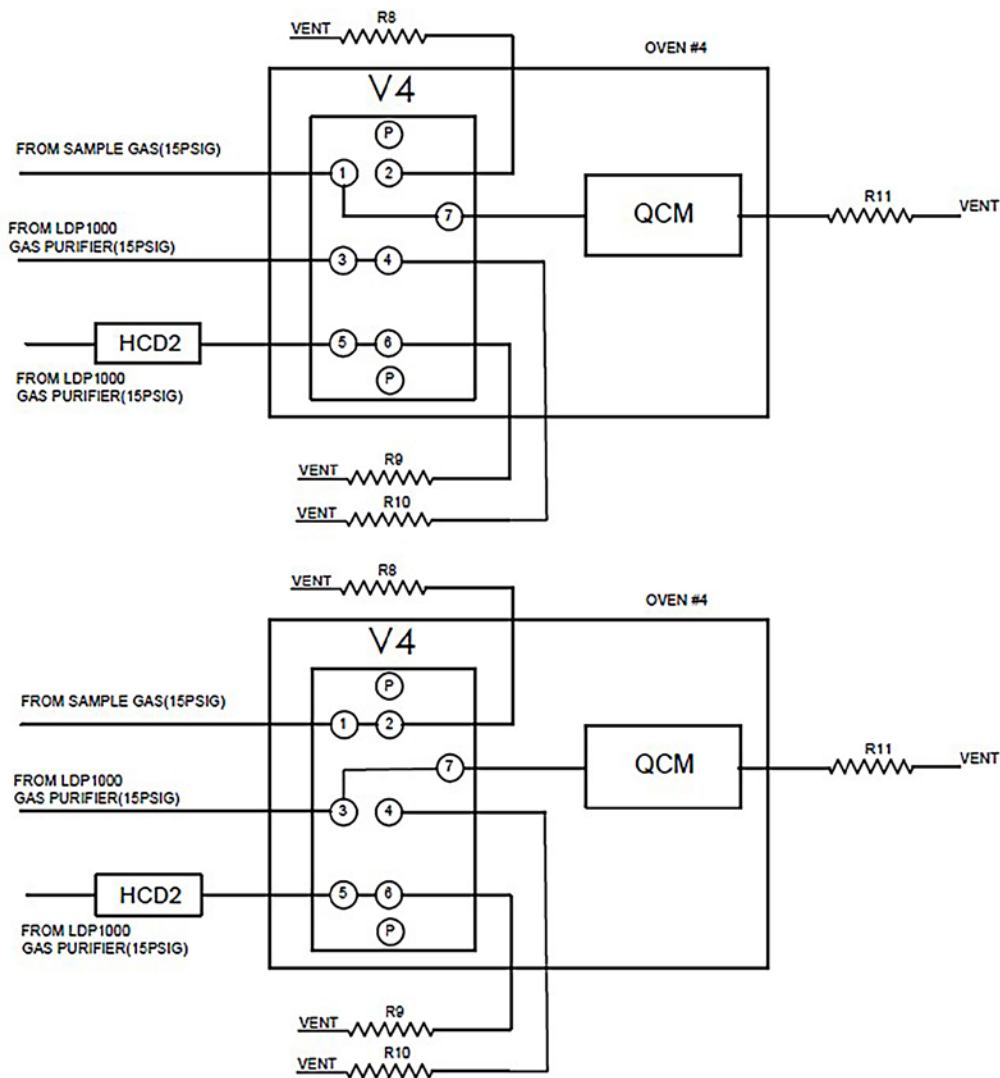 VENT
R8
OVEN #4
V4
P
FROM SAMPLE GAS(15PSIG)
1
2
7
QCM
R11
VENT
FROM LDP1000
GAS PURIFIER(15PSIG)
3
4
HCD2
5
6
FROM LDP1000
GAS PURIFIER(15PSIG)
P
VENT
R9
VENT
R10
VENT
R8
OVEN #4
V4
P
FROM SAMPLE GAS(15PSIG)
1
2
7
QCM
R11
VENT
FROM LDP1000
GAS PURIFIER(15PSIG)
3
4
HCD2
5
6
FROM LDP1000
GAS PURIFIER(15PSIG)
P
VENT
R9
VENT
R10